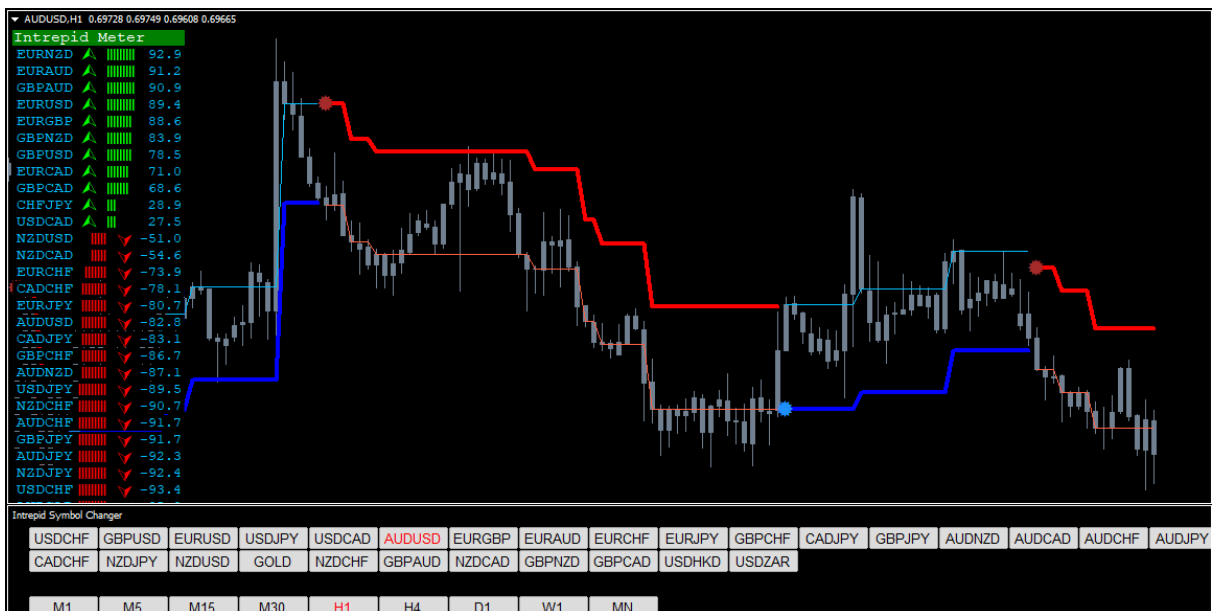 AUDUSD,H1 0.69728 0.69749 0.69608 0.69665
Intrepid Meter
EURNZD 92.9
EURAUD 91.2
GBPAUD 90.9
EURUSD 89.4
EURGBP 88.6
GBPNZD 83.9
GBPUSD 78.5
EURCAD 71.0
GBPCAD 68.6
CHFJPY 28.9
USDCAD 27.5
NZDUSD -51.0
NZDCAD -54.6
EURCHF -73.9
CADCHF -78.1
EURJPY -80.7
AUDUSD -82.8
CADJPY -83.1
GBPCHF -86.7
AUDNZD -87.1
USDJPY -89.5
NZDCHF -90.7
AUDCHF -91.7
GBPJPY -91.7
AUDJPY -92.3
NZDJPY -92.4
USDCHF -93.4
Intrepid Symbol Changer
USDCHF GBPUSD EURUSD USDJPY USDCAD AUDUSD EURGBP EURAUD EURCHF EURJPY GBPCHF CADJPY GBPJPY AUDNZD AUDCAD AUDCHF AUDJPY
CADCHF NZDJPY NZDUSD GOLD NZDCHF GBPAUD NZDCAD GBPNZD GBPCAD USDHKD USDZAR
M1 M5 M15 M30 H1 H4 D1 W1 MN